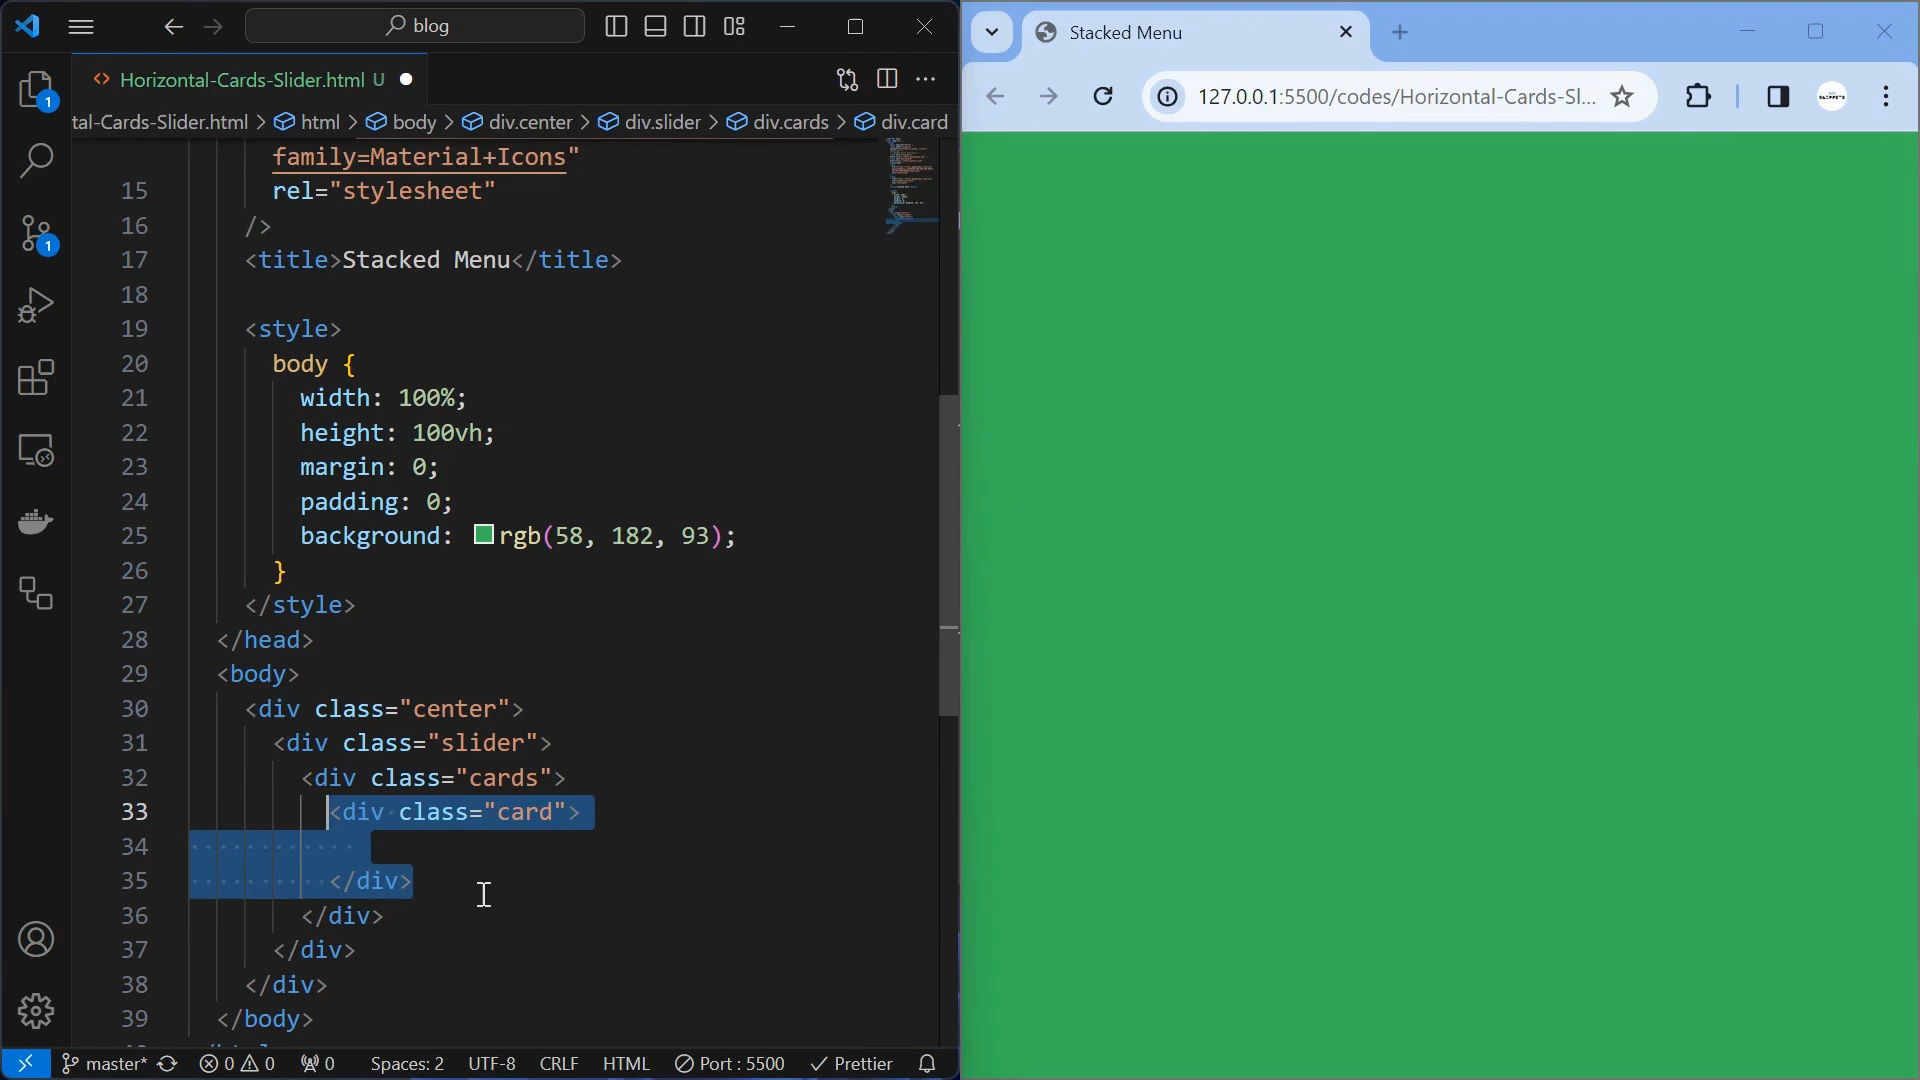 blog
Stacked Menu
Horizontal-Cards-Slider.html U
127.0.0.1:5500/codes/Horizontal-Cards-Sl...
tal-Cards-Slider.html > html > body > div.center > div.slider > div.cards > div.card
family=Material+Icons"
15 rel="stylesheet"
16 />
17 <title>Stacked Menu</title>
18
19 <style>
20 body {
21 width: 100%;
22 height: 100vh;
23 margin: 0;
24 padding: 0;
25 background: rgb(58, 182, 93);
26 }
27 </style>
28 </head>
29 <body>
30 <div class="center">
31 <div class="slider">
32 <div class="cards">
33 <div class="card">
34
35 </div>
36 </div>
37 </div>
38 </div>
39 </body>
1
1
master* 0 0 0 Spaces: 2 UTF-8 CRLF HTML Port : 5500 Prettier